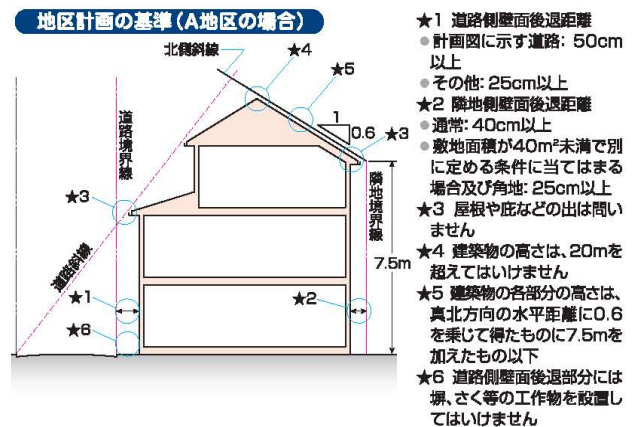 地区計画の基準(A地区の場合)
北側斜線
★4
★5
1
0.6
★3
道路境界線
隣地境界線
★3
道路斜線
7.5m
★1
★2
★6
★1 道路側壁面後退距離
●計画図に示す道路：50cm
以上
●その他：25cm以上
★2 隣地側壁面後退距離
●通常：40cm以上
●敷地面積が40m²未満で別
に定める条件に当てはまる
場合及び角地：25cm以上
★3 屋根や庇などの出は問い
ません
★4 建築物の高さは、20mを
超えてはいけません
★5 建築物の各部分の高さは、
真北方向の水平距離に0.6
を乗じて得たものに7.5mを
加えたもの以下
★6 道路側壁面後退部分には
塀、さく等の工作物を設置し
てはいけません